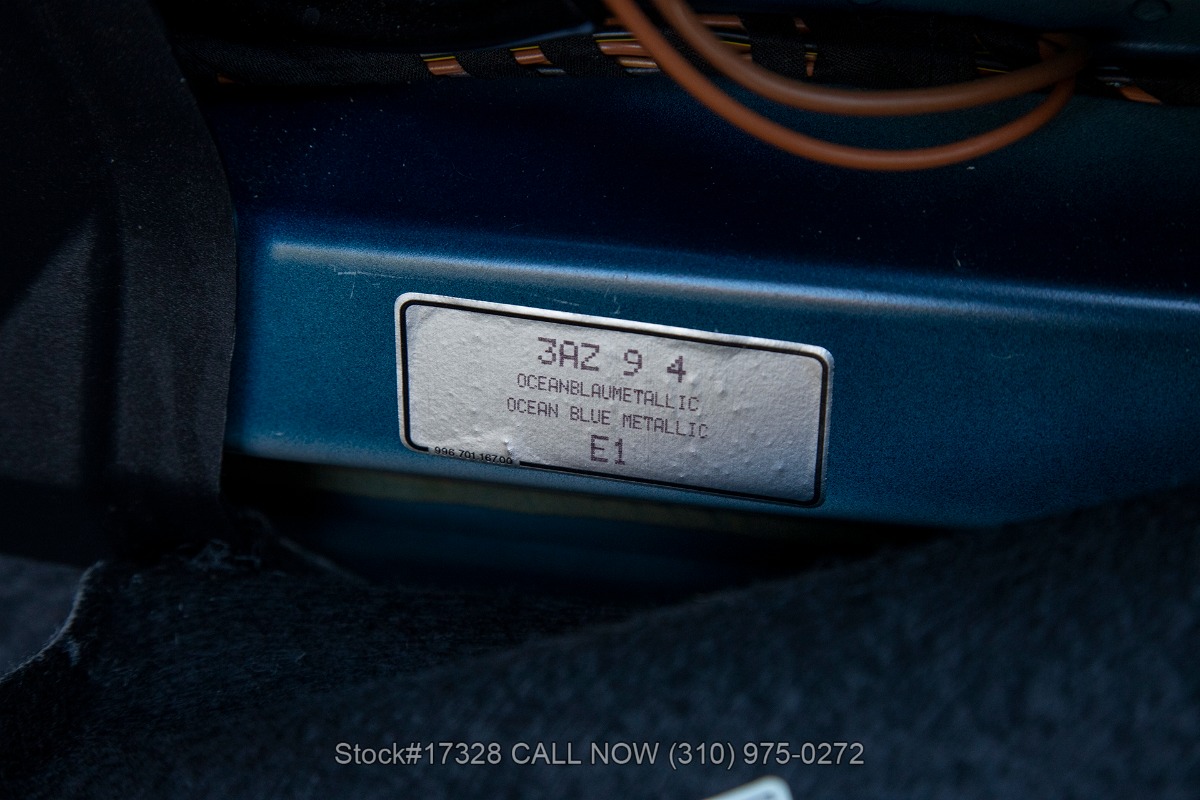 3AZ 9 4
OCEANBLAUMETALLIC
OCEAN BLUE METALLIC
E1
996 701 167 00
Stock#17328 CALL NOW (310) 975-0272